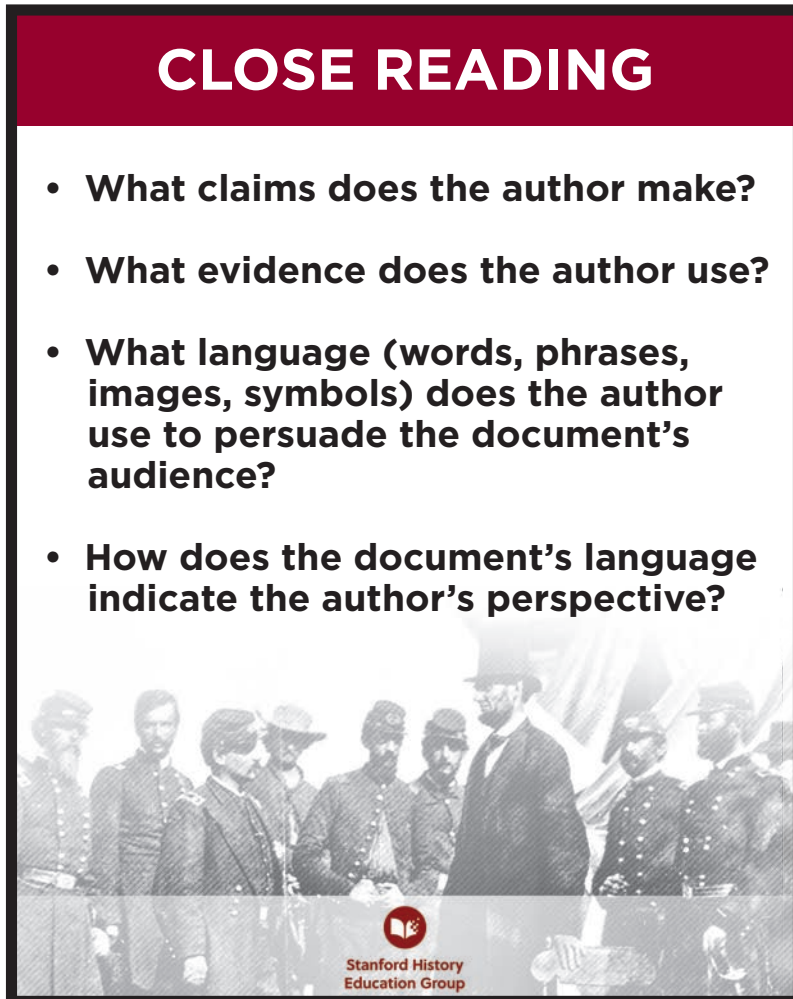 CLOSE READING
• What claims does the author make?
• What evidence does the author use?
• What language (words, phrases,
images, symbols) does the author
use to persuade the document’s
audience?
• How does the document’s language
indicate the author’s perspective?
Stanford History
Education Group